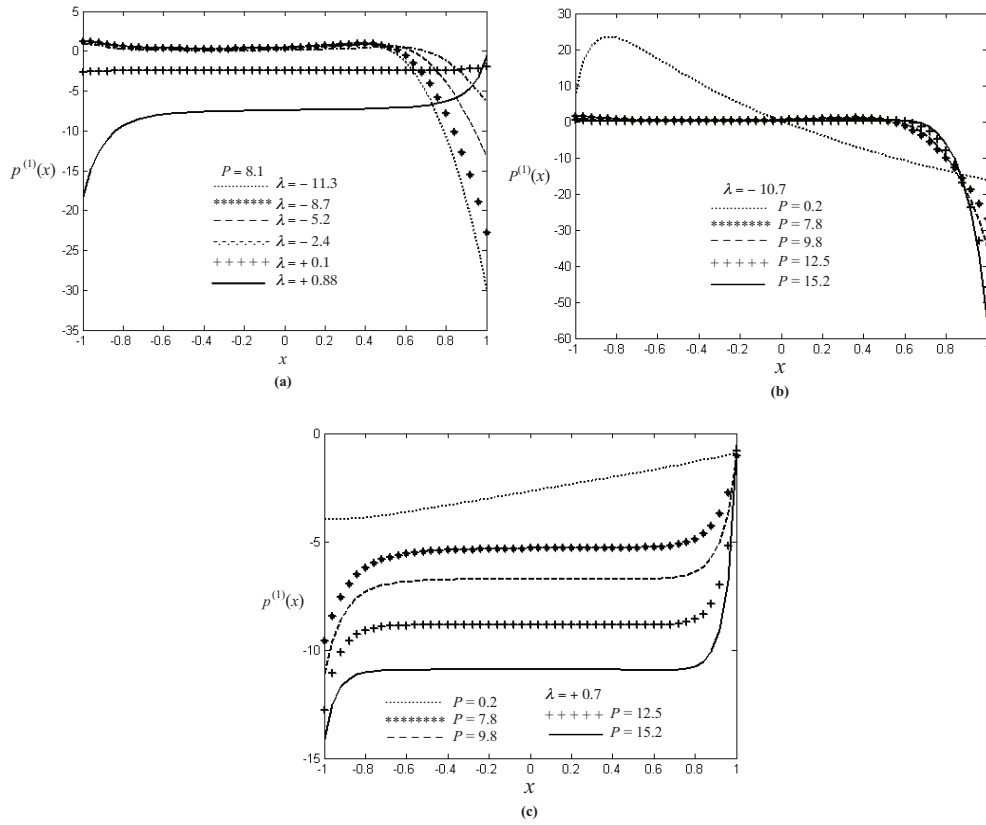 5
0
-5
-10
-15
-20
-25
-30
-35
p(1)(x)
P = 8.1
λ = − 11.3
******** λ = − 8.7
λ = − 5.2
λ = − 2.4
+++++ λ = + 0.1
λ = + 0.88
-1 -0.8 -0.6 -0.4 -0.2 0 0.2 0.4 0.6 0.8 1
x
(a)
30
20
10
0
-10
-20
-30
-40
-50
-60
P(1)(x)
λ = − 10.7
P = 0.2
******** P = 7.8
P = 9.8
+++++ P = 12.5
P = 15.2
-1 -0.8 -0.6 -0.4 -0.2 0 0.2 0.4 0.6 0.8 1
x
(b)
0
-5
-10
-15
p(1)(x)
P = 0.2 λ = + 0.7
******** P = 7.8 +++++ P = 12.5
P = 9.8 P = 15.2
-1 -0.8 -0.6 -0.4 -0.2 0 0.2 0.4 0.6 0.8 1
x
(c)